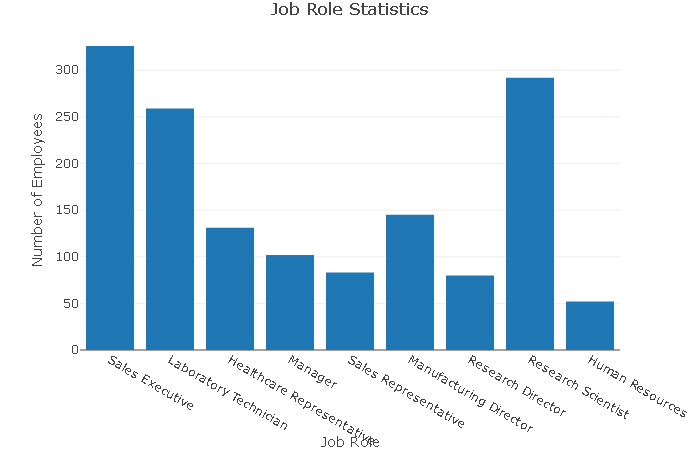 Job Role Statistics
Number of Employees
300
250
200
150
100
50
0
Sales Executive
Laboratory Technician
Healthcare Representative
Manager
Sales Representative
Manufacturing Director
Research Director
Research Scientist
Human Resources
Job Role